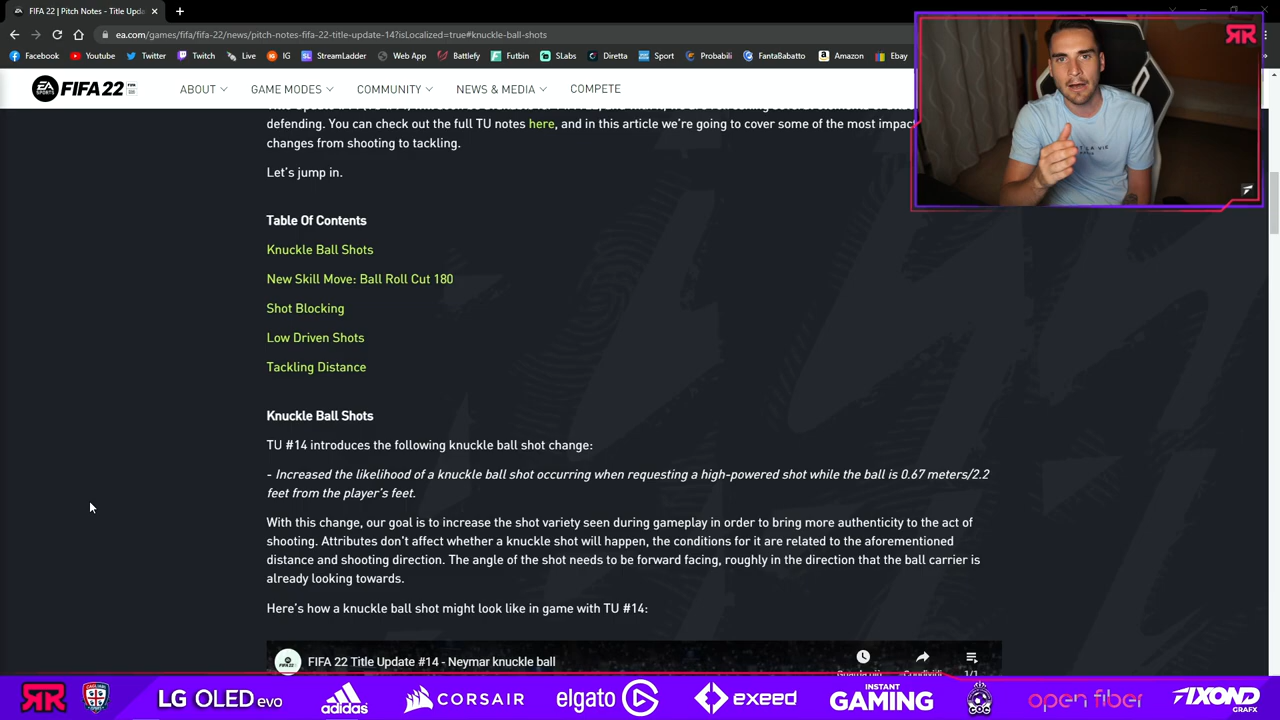 FIFA 22 | Pitch Notes - Title Upda
ea.com/games/fifa/fifa-22/news/pitch-notes-fifa-22-title-update-14?isLocalized=true#knuckle-ball-shots
Facebook Youtube Twitter Twitch Live IG StreamLadder Web App Battlefy Futbin Slabs Diretta Sport Probabili FantaBabatto Amazon Ebay
EA SPORTS FIFA 22 ABOUT GAME MODES COMMUNITY NEWS & MEDIA COMPETE
defending. You can check out the full TU notes here, and in this article we're going to cover some of the most impact
changes from shooting to tackling.
Let's jump in.
Table Of Contents
Knuckle Ball Shots
New Skill Move: Ball Roll Cut 180
Shot Blocking
Low Driven Shots
Tackling Distance
Knuckle Ball Shots
TU #14 introduces the following knuckle ball shot change:
- Increased the likelihood of a knuckle ball shot occurring when requesting a high-powered shot while the ball is 0.67 meters/2.2
feet from the player's feet.
With this change, our goal is to increase the shot variety seen during gameplay in order to bring more authenticity to the act of
shooting. Attributes don't affect whether a knuckle shot will happen, the conditions for it are related to the aforementioned
distance and shooting direction. The angle of the shot needs to be forward facing, roughly in the direction that the ball carrier is
already looking towards.
Here's how a knuckle ball shot might look like in game with TU #14:
FIFA 22 Title Update #14 - Neymar knuckle ball
1/1
LG OLED evo adidas CORSAIR elgato exeed INSTANT GAMING COG open fiber FIXOND GRAFX